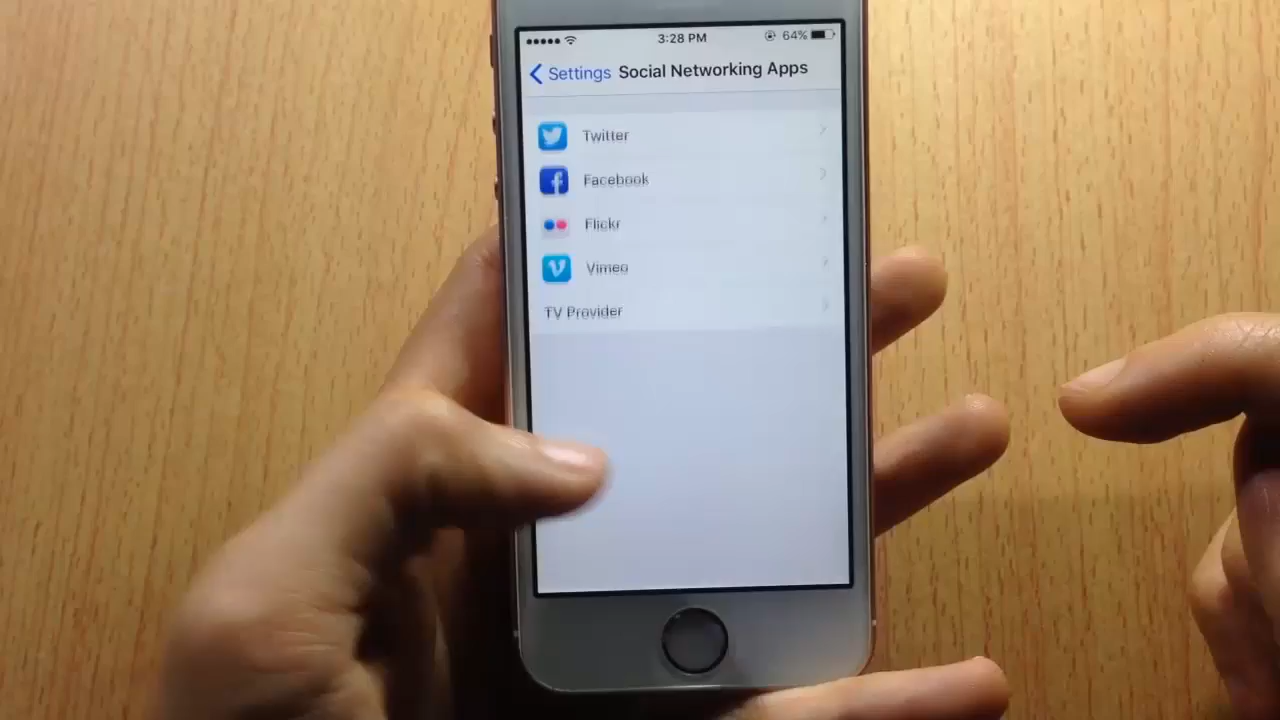 3:28 PM 64%
Settings Social Networking Apps
Twitter
Facebook
Flickr
Vimeo
TV Provider